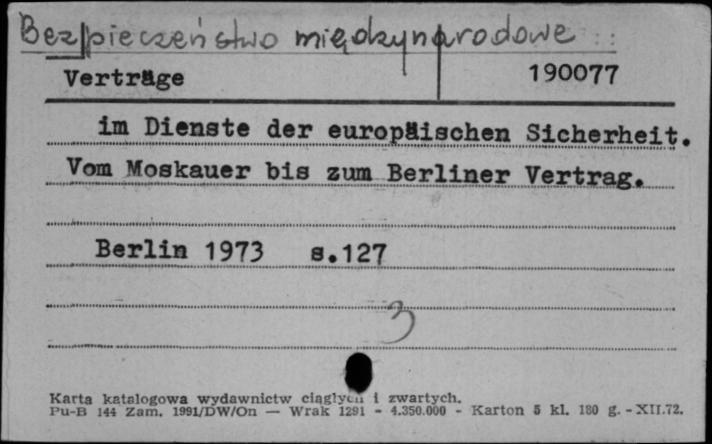 Bezpieczeństwo międzynarodowe
Verträge 190077
im Dienste der europäischen Sicherheit.
Vom Moskauer bis zum Berliner Vertrag.
Berlin 1973 s.127
3
Karta katalogowa wydawnictw ciągłych i zwartych.
Pu-B 144 Zam. 1991/DW/On — Wrak 1291 - 4.350.000 - Karton 5 kl. 180 g. - XII.72.